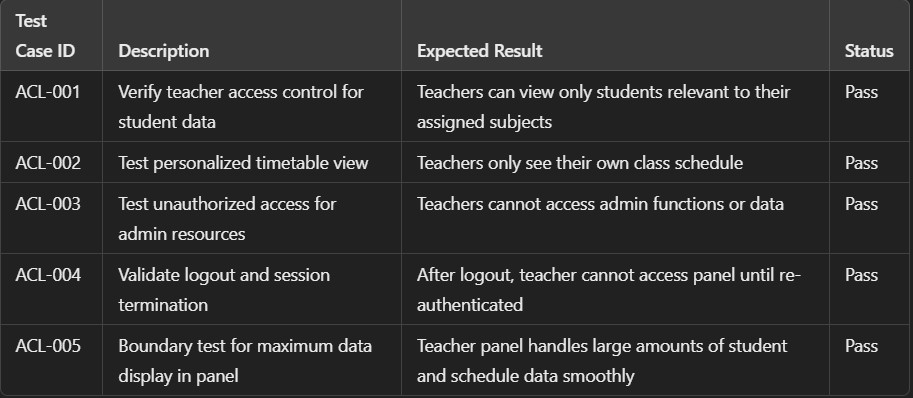 Test
Case ID Description Expected Result Status
ACL-001 Verify teacher access control for Teachers can view only students relevant to their Pass
student data assigned subjects
ACL-002 Test personalized timetable view Teachers only see their own class schedule Pass
ACL-003 Test unauthorized access for Teachers cannot access admin functions or data Pass
admin resources
ACL-004 Validate logout and session After logout, teacher cannot access panel until re- Pass
termination authenticated
ACL-005 Boundary test for maximum data Teacher panel handles large amounts of student Pass
display in panel and schedule data smoothly